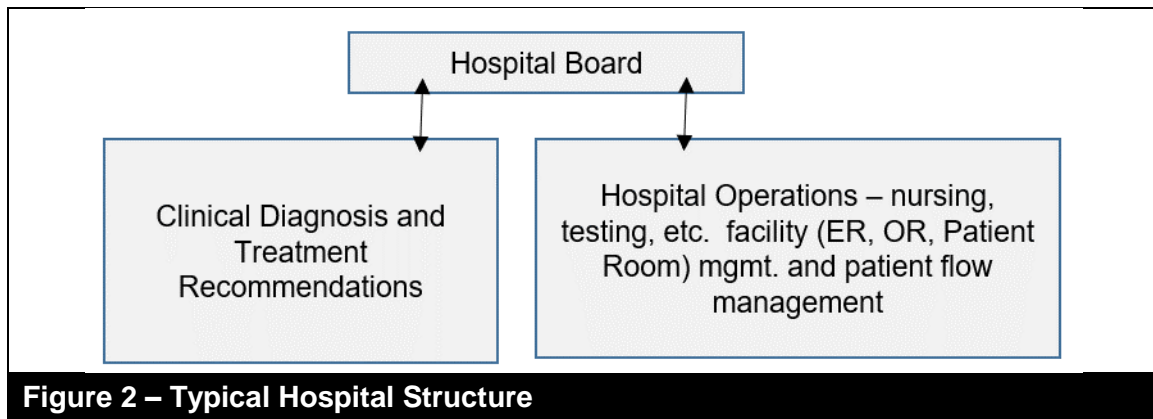 Hospital Board
Clinical Diagnosis and
Treatment
Recommendations
Hospital Operations – nursing,
testing, etc. facility (ER, OR, Patient
Room) mgmt. and patient flow
management
Figure 2 – Typical Hospital Structure